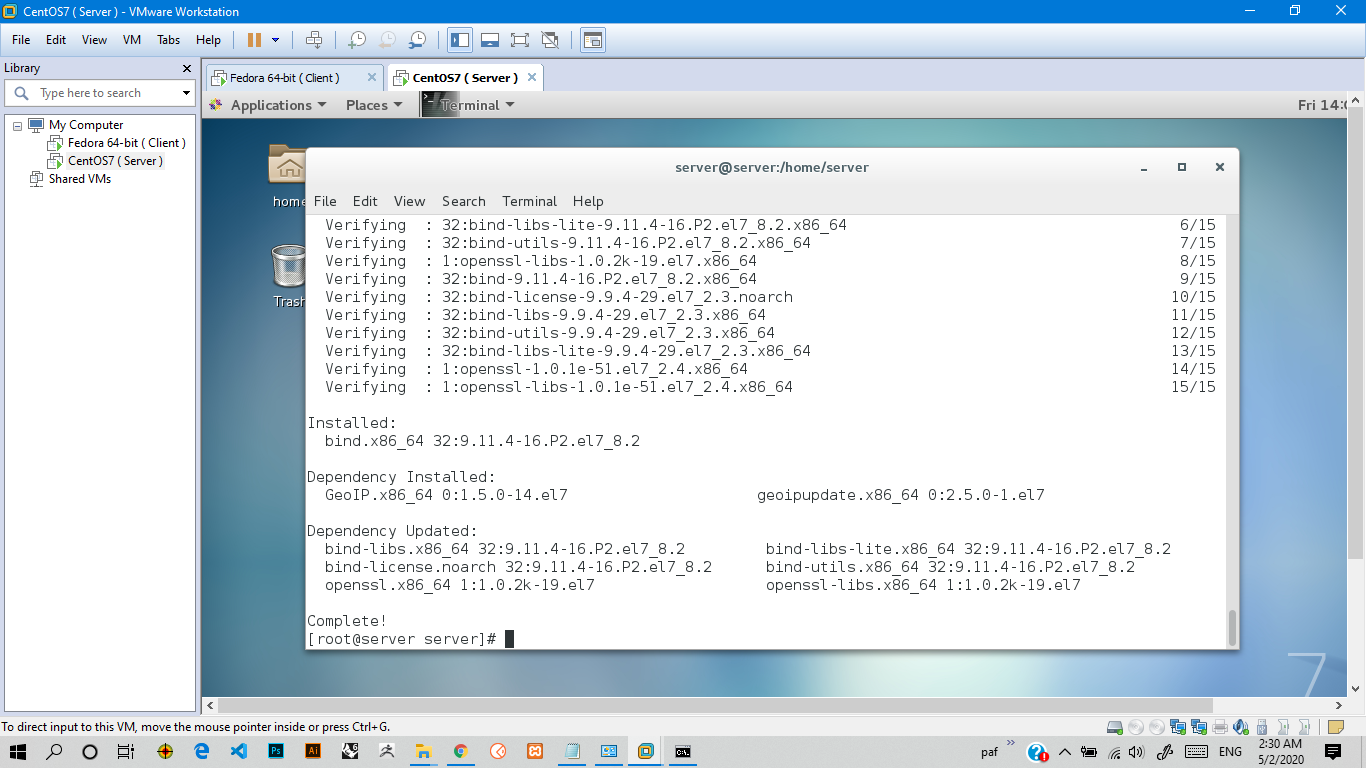 CentOS7 ( Server ) - VMware Workstation
File Edit View VM Tabs Help
Library
Type here to search
My Computer
Fedora 64-bit ( Client )
CentOS7 ( Server )
Shared VMs
Fedora 64-bit ( Client ) CentOS7 ( Server )
Applications Places Terminal Fri
home
Trash
server@server:/home/server
File Edit View Search Terminal Help
Verifying : 32:bind-libs-lite-9.11.4-16.P2.el7_8.2.x86_64 6/15
Verifying : 32:bind-utils-9.11.4-16.P2.el7_8.2.x86_64 7/15
Verifying : 1:openssl-libs-1.0.2k-19.el7.x86_64 8/15
Verifying : 32:bind-9.11.4-16.P2.el7_8.2.x86_64 9/15
Verifying : 32:bind-license-9.9.4-29.el7_2.3.noarch 10/15
Verifying : 32:bind-libs-9.9.4-29.el7_2.3.x86_64 11/15
Verifying : 32:bind-utils-9.9.4-29.el7_2.3.x86_64 12/15
Verifying : 32:bind-libs-lite-9.9.4-29.el7_2.3.x86_64 13/15
Verifying : 1:openssl-1.0.1e-51.el7_2.4.x86_64 14/15
Verifying : 1:openssl-libs-1.0.1e-51.el7_2.4.x86_64 15/15
Installed:
bind.x86_64 32:9.11.4-16.P2.el7_8.2
Dependency Installed:
GeoIP.x86_64 0:1.5.0-14.el7 geoipupdate.x86_64 0:2.5.0-1.el7
Dependency Updated:
bind-libs.x86_64 32:9.11.4-16.P2.el7_8.2 bind-libs-lite.x86_64 32:9.11.4-16.P2.el7_8.2
bind-license.noarch 32:9.11.4-16.P2.el7_8.2 bind-utils.x86_64 32:9.11.4-16.P2.el7_8.2
openssl.x86_64 1:1.0.2k-19.el7 openssl-libs.x86_64 1:1.0.2k-19.el7
Complete!
[root@server server]#
7
To direct input to this VM, move the mouse pointer inside or press Ctrl+G.
paf ENG 2:30 AM
5/2/2020